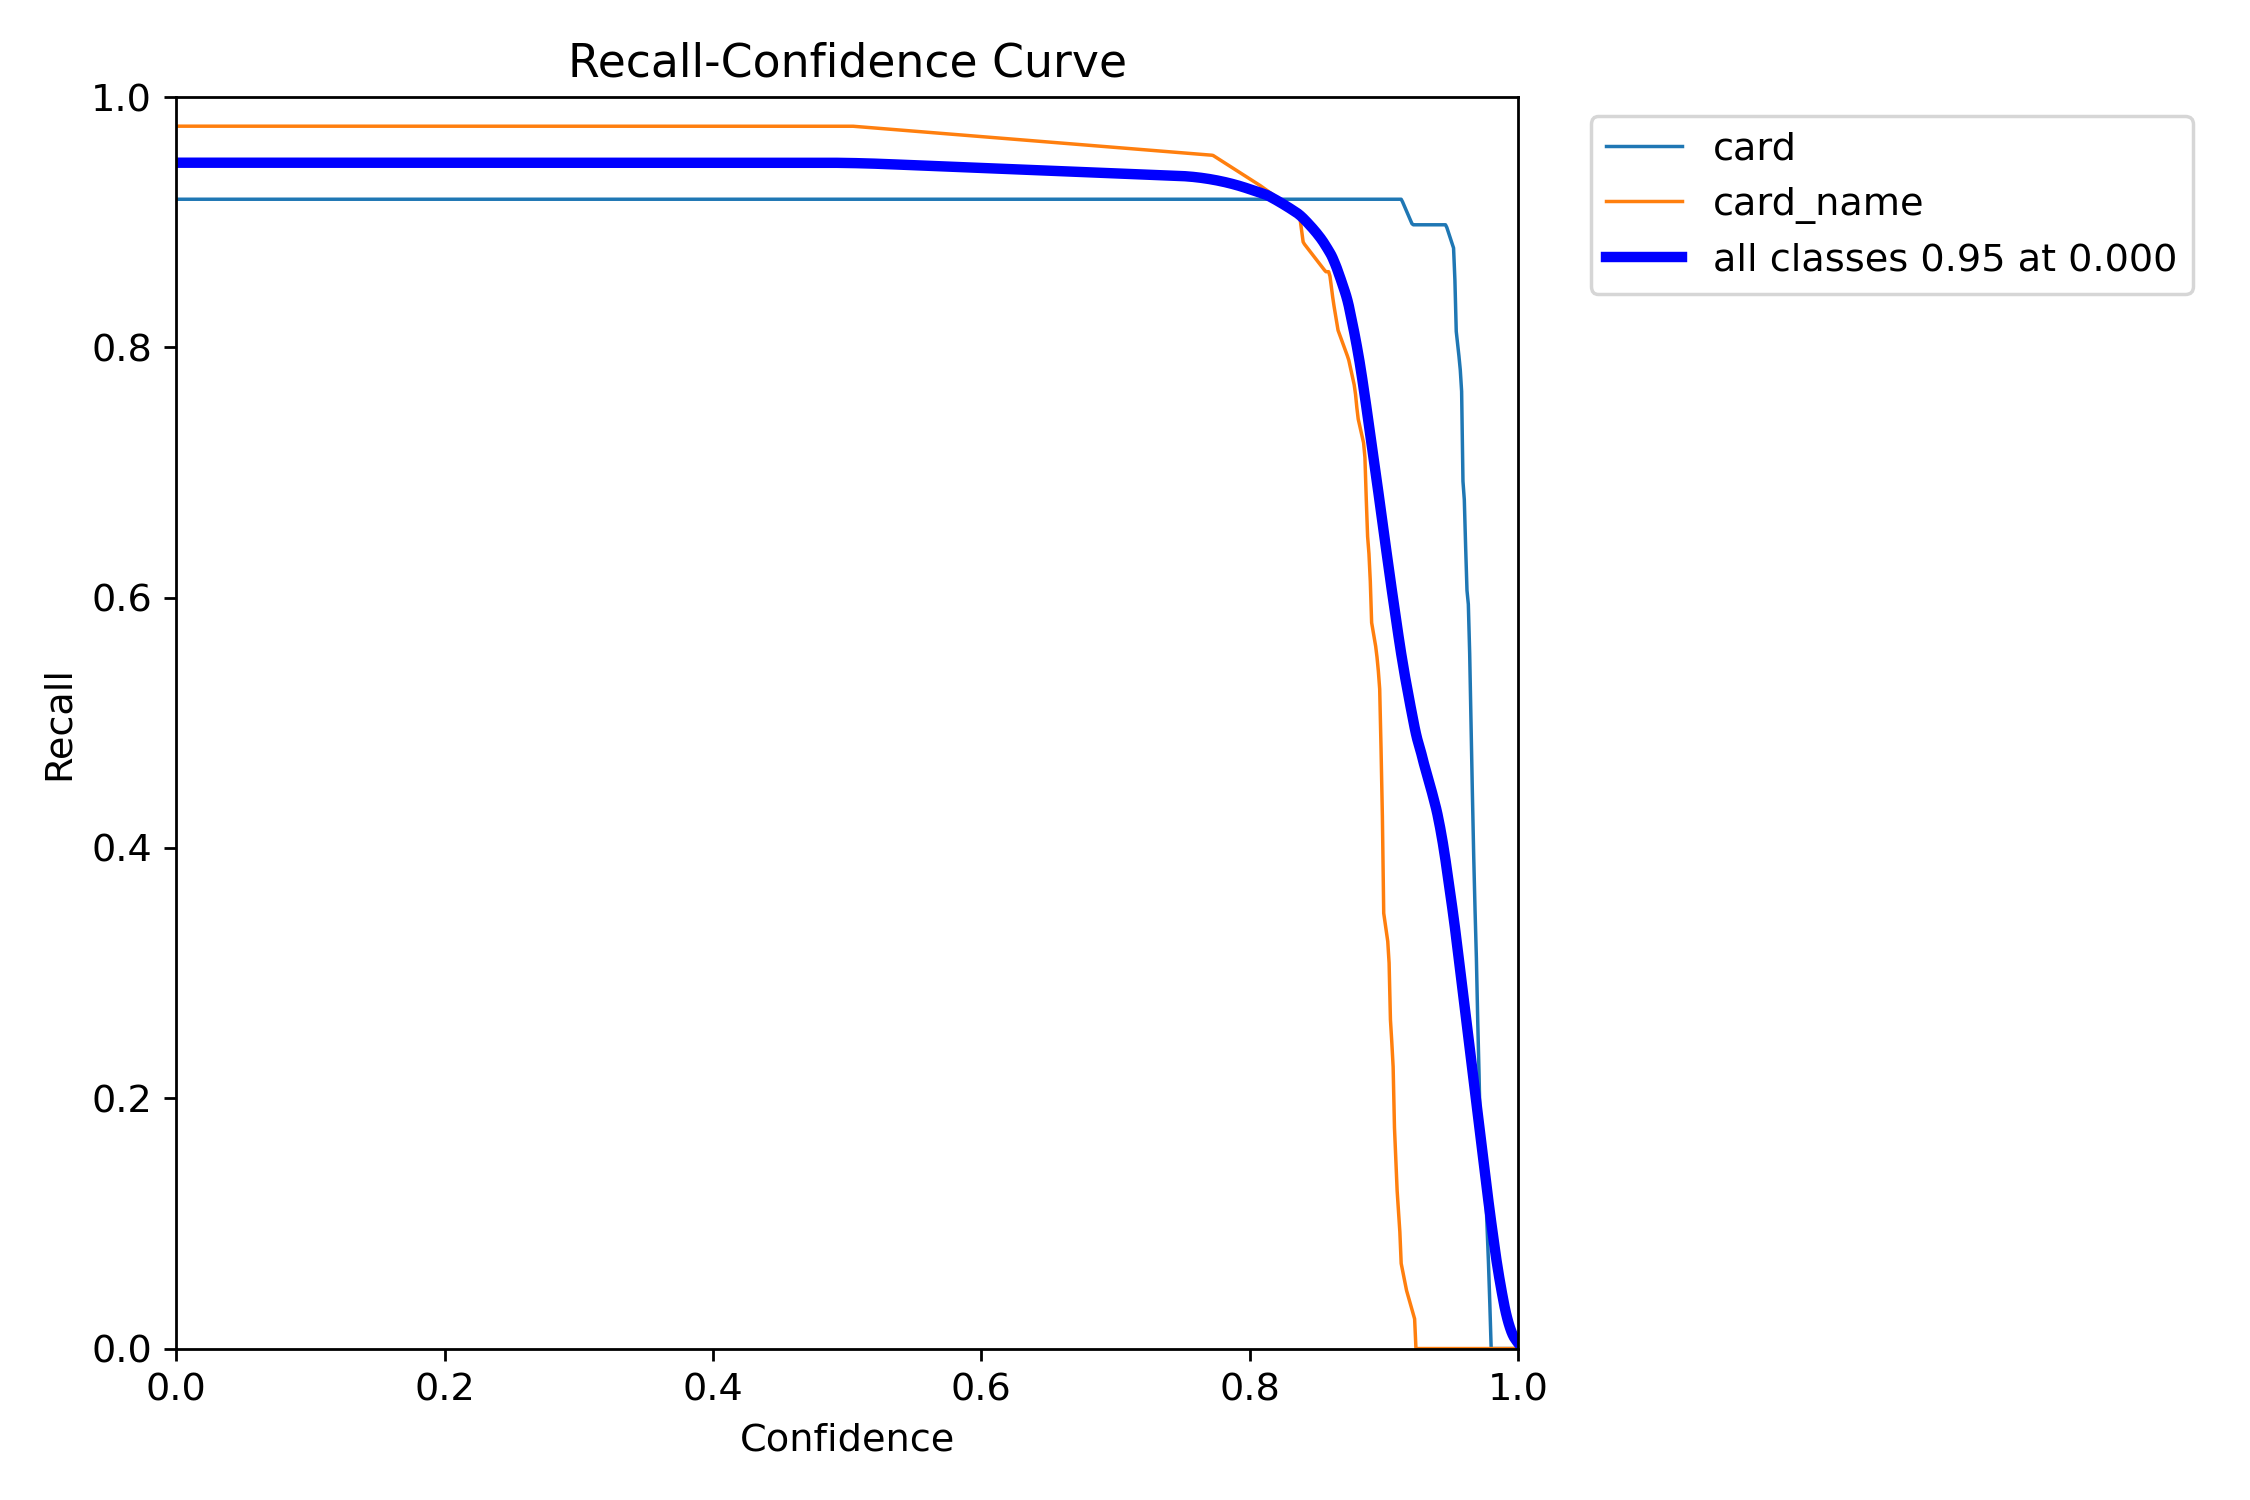 Recall-Confidence Curve
1.0
0.8
0.6
0.4
0.2
0.0
Recall
0.0 0.2 0.4 0.6 0.8 1.0
Confidence
card
card_name
all classes 0.95 at 0.000